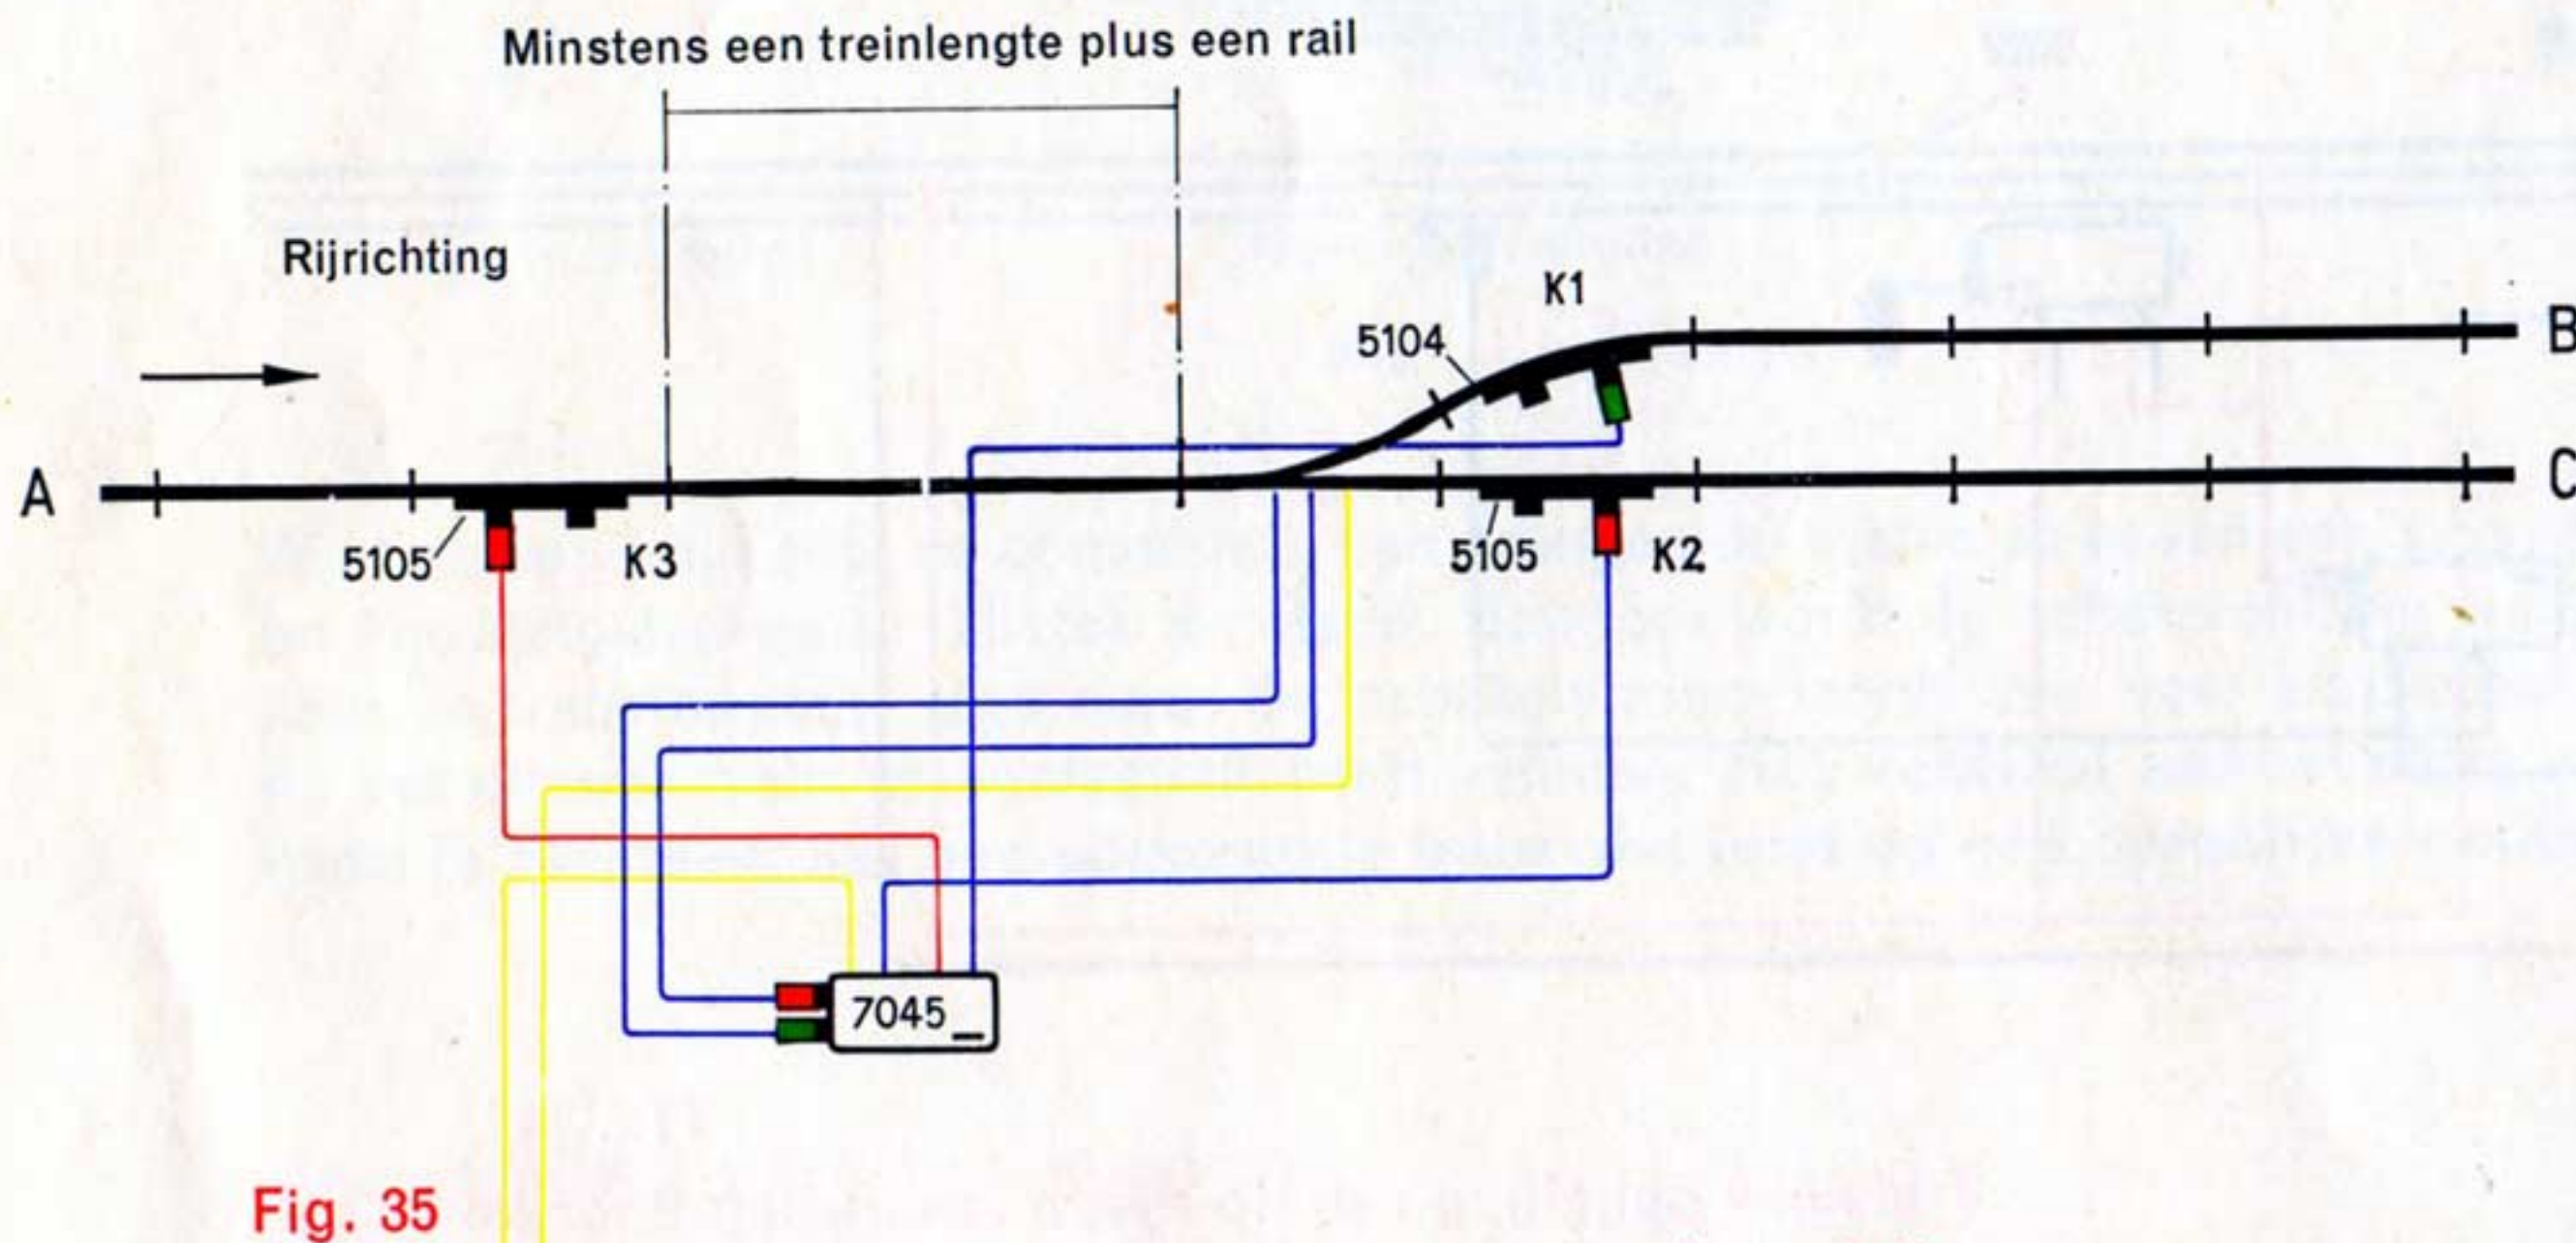 Minstens een treinlengte plus een rail
Rijrichting
K1
5104
B
A
C
5105
K3
5105
K2
7045
Fig. 35